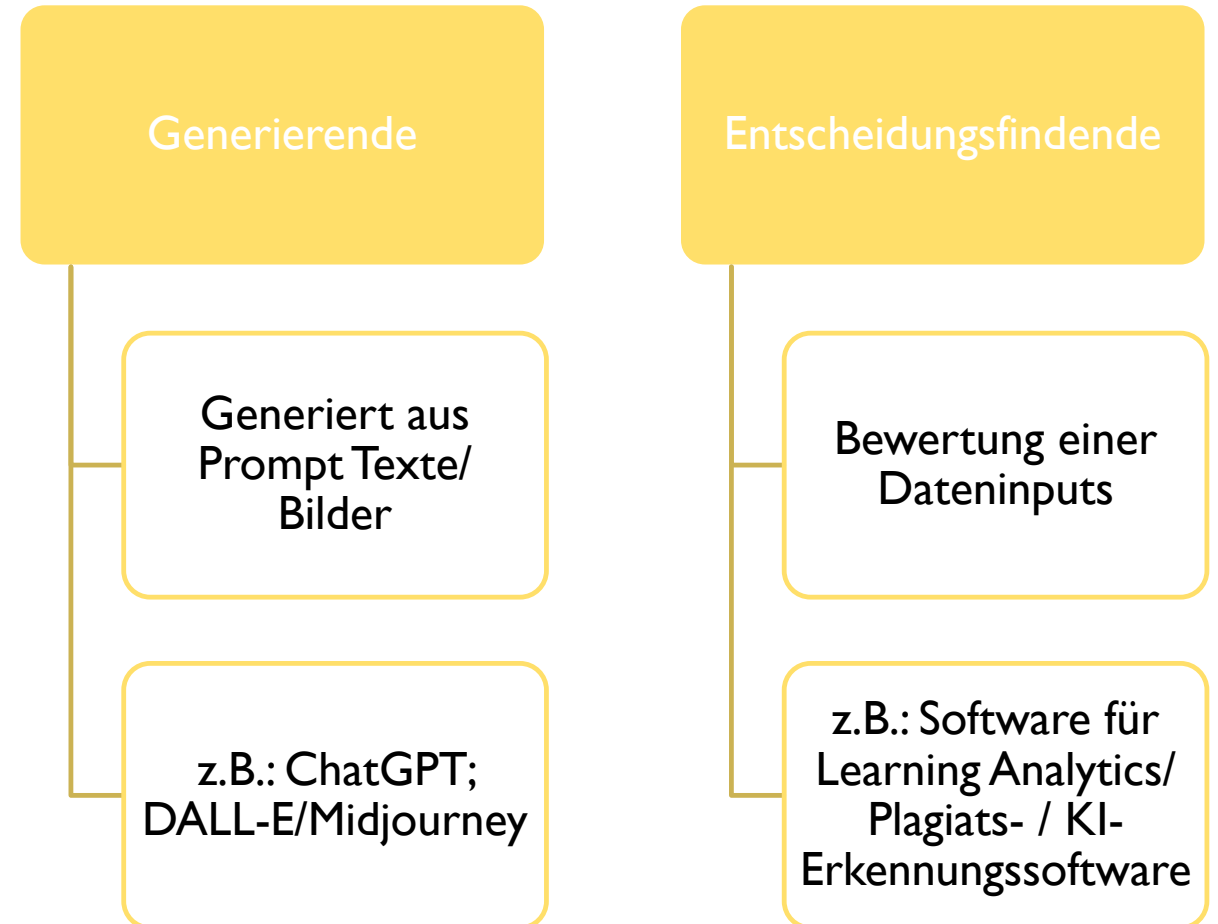 Generierende
Generiert aus
Prompt Texte/
Bilder
z.B.: ChatGPT;
DALL-E/Midjourney
Entscheidungsfindende
Bewertung einer
Dateninputs
z.B.: Software für
Learning Analytics/
Plagiats- / KI-
Erkennungssoftware